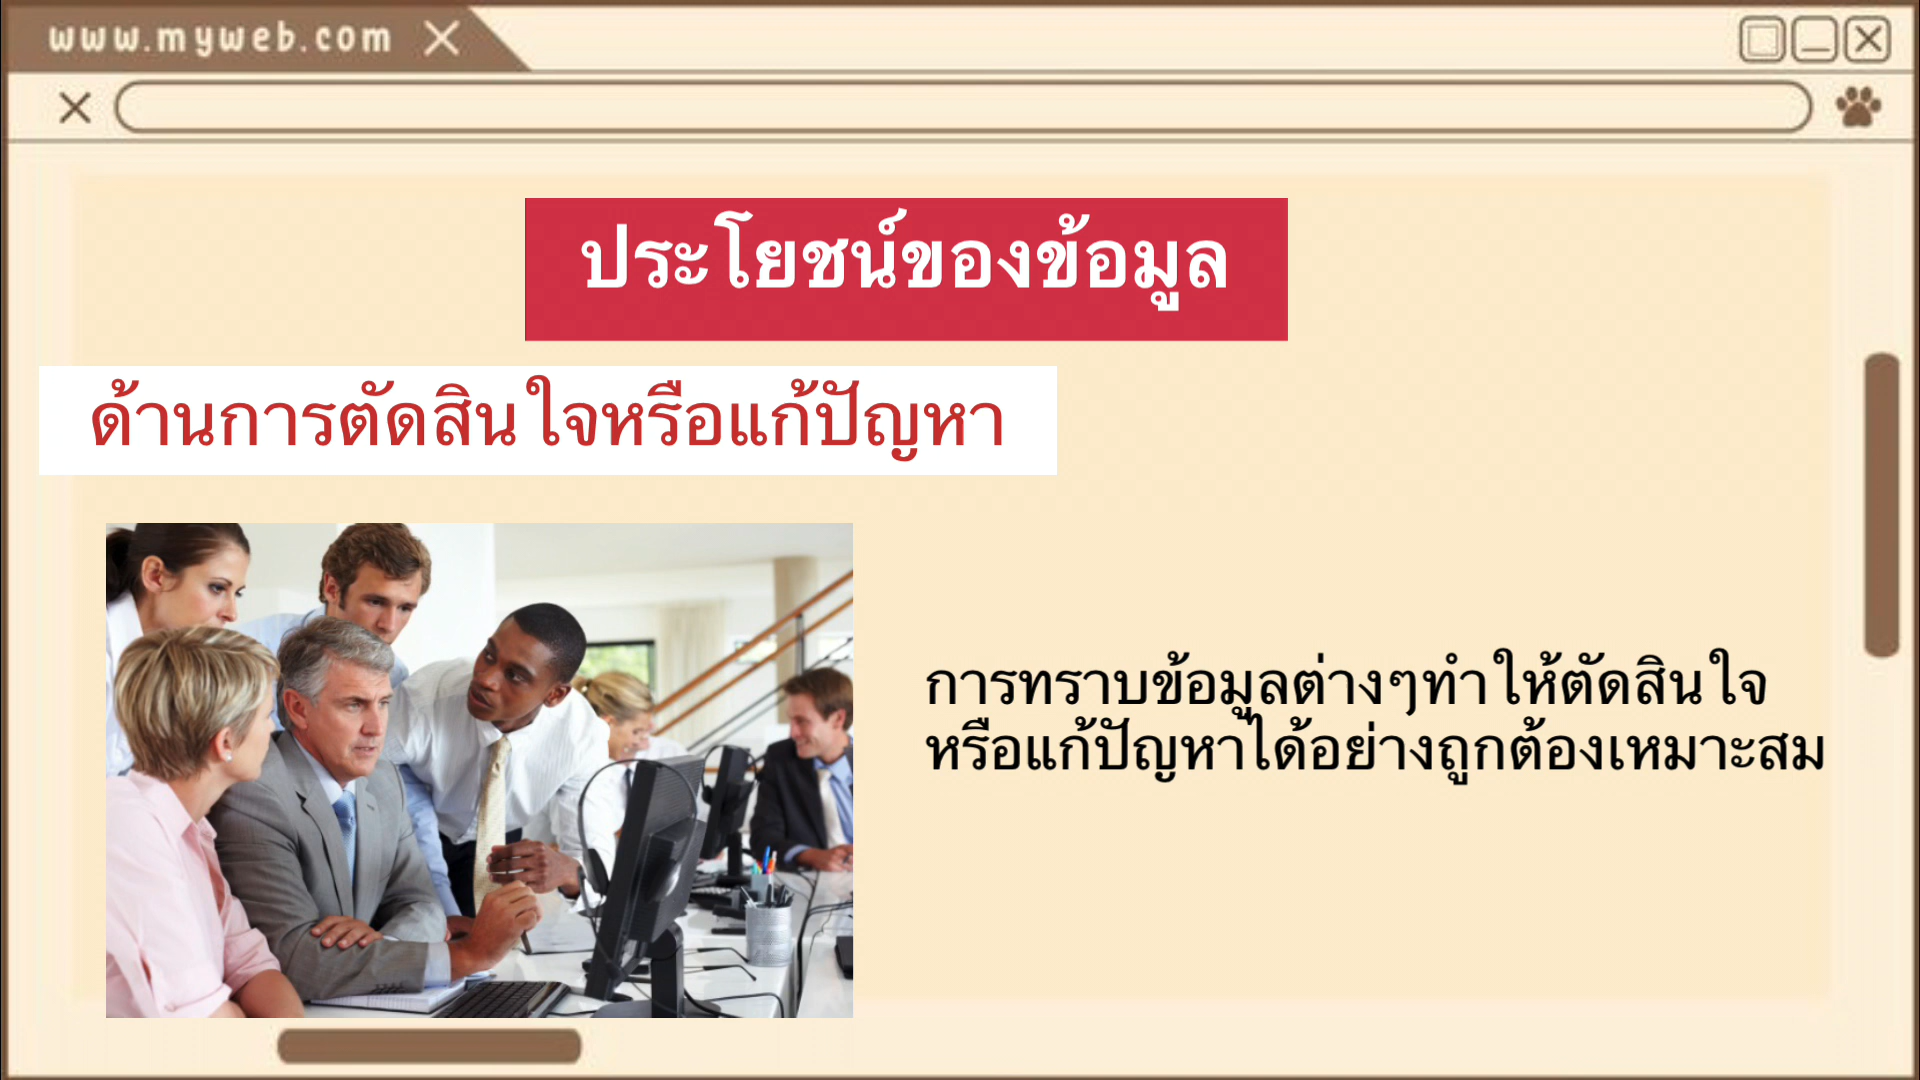 www.myweb.com
ประโยชน์ของข้อมูล
ด้านการตัดสินใจหรือแก้ปัญหา
การทราบข้อมูลต่างๆทำให้ตัดสินใจ
หรือแก้ปัญหาได้อย่างถูกต้องเหมาะสม